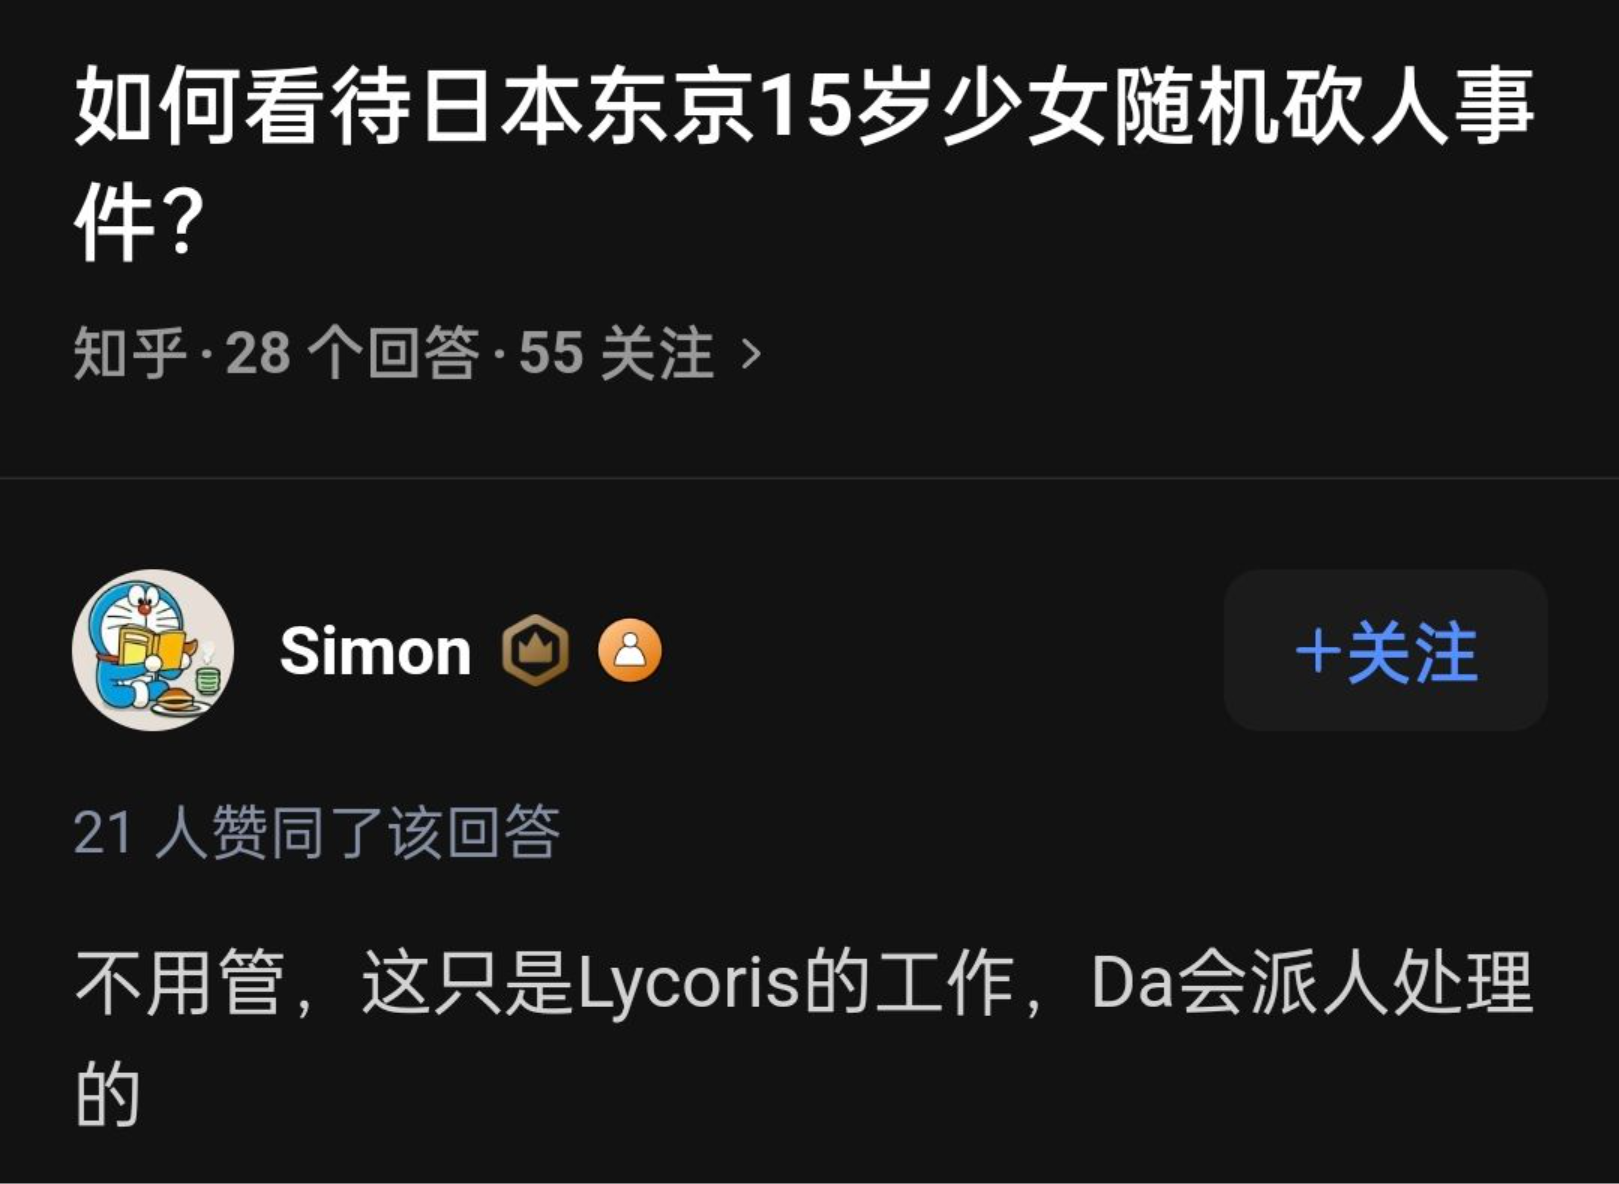 如何看待日本东京15岁少女随机砍人事
件？
知乎·28 个回答·55 关注 >
Simon
+关注
21 人赞同了该回答
不用管，这只是Lycoris的工作，Da会派人处理
的